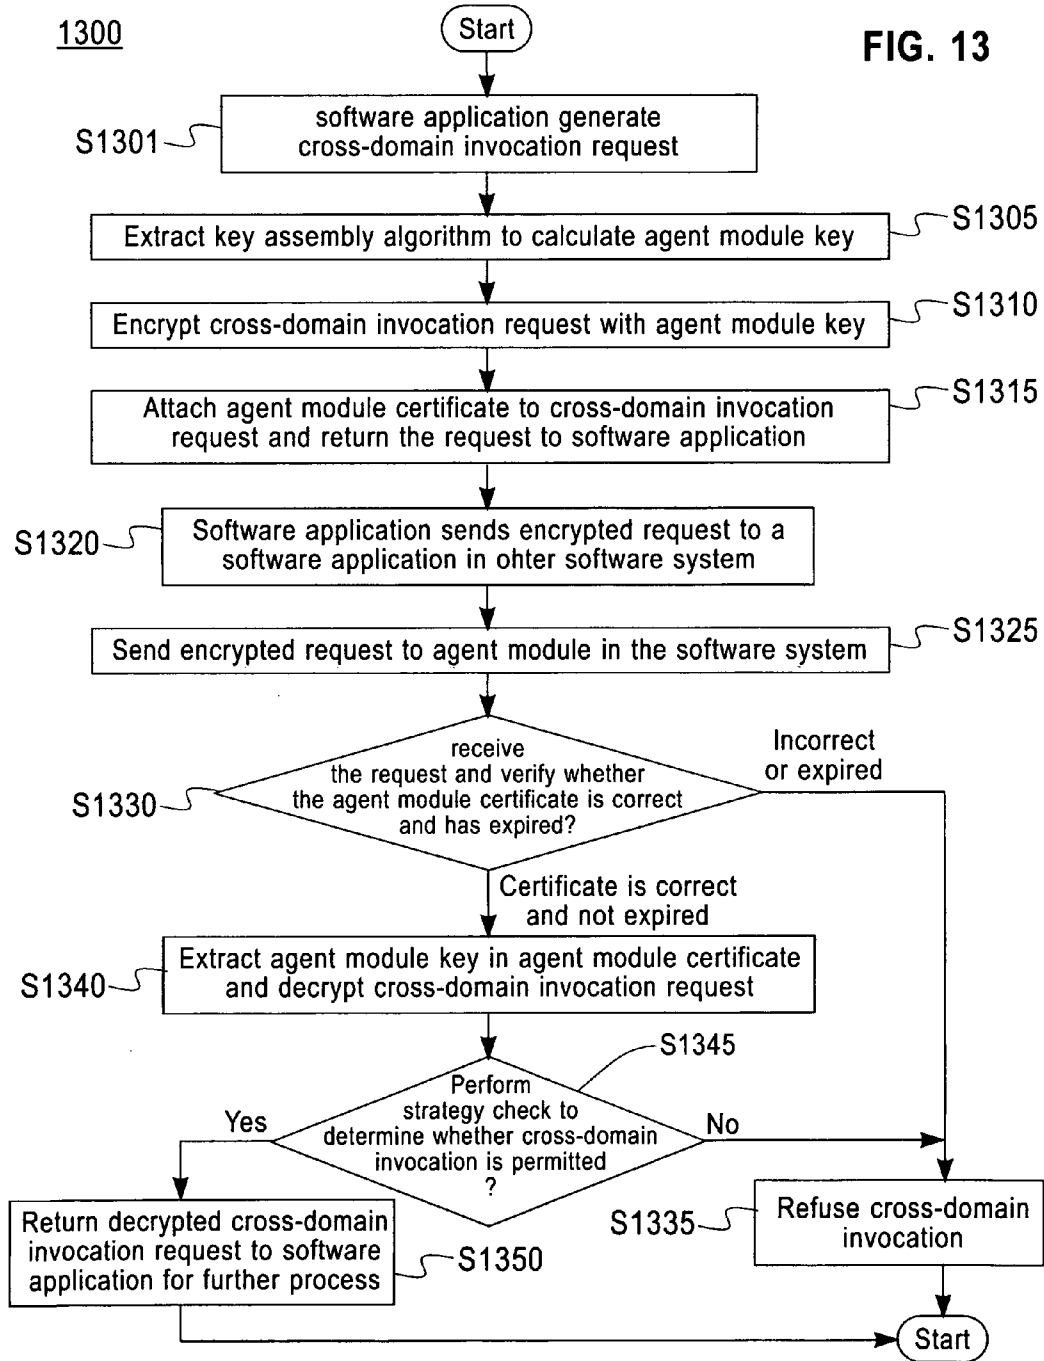 1300
Start
FIG. 13
software application generate
cross-domain invocation request
S1301
S1305
Extract key assembly algorithm to calculate agent module key
S1310
Encrypt cross-domain invocation request with agent module key
S1315
Attach agent module certificate to cross-domain invocation
request and return the request to software application
S1320
Software application sends encrypted request to a
software application in ohter software system
S1325
Send encrypted request to agent module in the software system
S1330
receive
the request and verify whether
the agent module certificate is correct
and has expired?
Incorrect
or expired
Certificate is correct
and not expired
S1340
Extract agent module key in agent module certificate
and decrypt cross-domain invocation request
S1345
Perform
strategy check to
determine whether cross-domain
invocation is permitted
?
Yes
No
Return decrypted cross-domain
invocation request to software
application for further process
S1350
S1335
Refuse cross-domain
invocation
Start